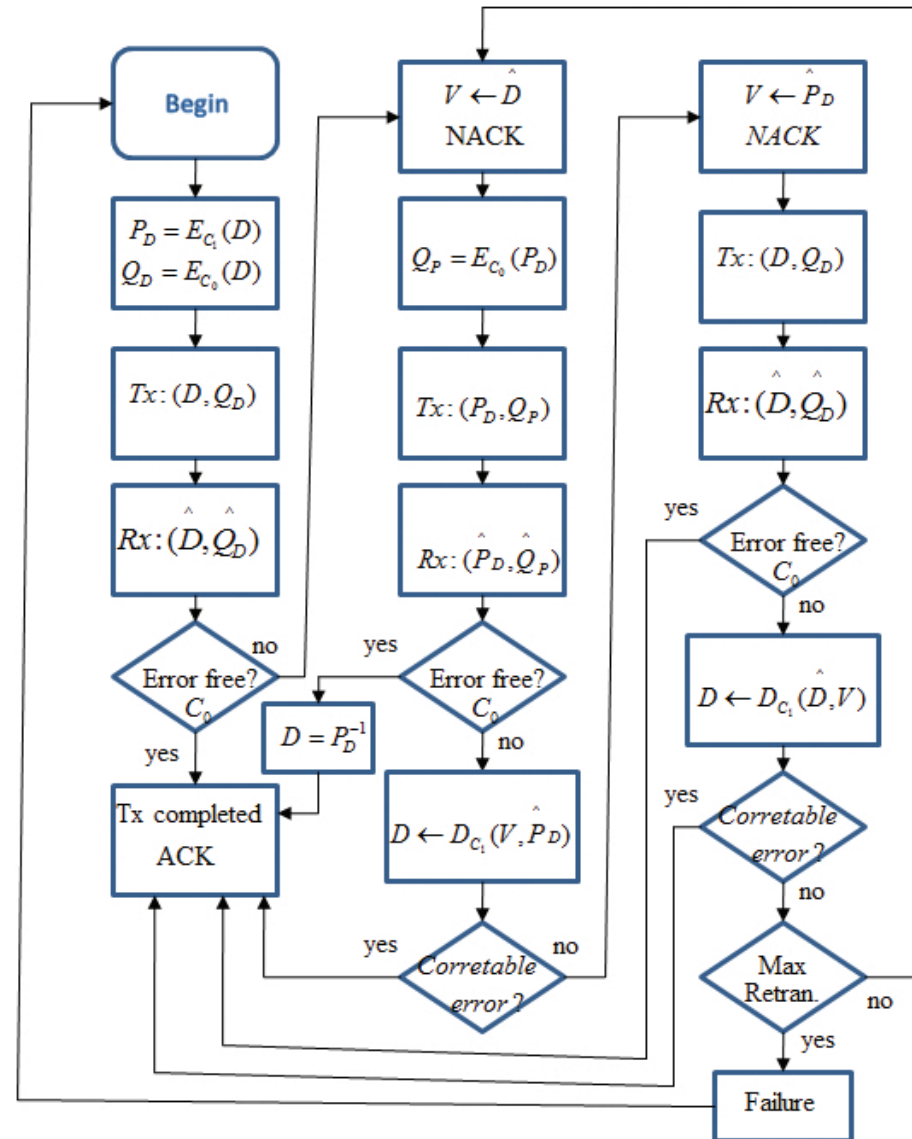 Begin
P_D = E_{C_1}(D)
Q_D = E_{C_0}(D)
Tx : (D, Q_D)
Rx : (D̂, Q̂_D)
Error free?
C_0
no
yes
Tx completed
ACK
V ← D̂
NACK
Q_P = E_{C_0}(P_D)
Tx : (P_D, Q_P)
Rx : (P̂_D, Q̂_P)
yes
Error free?
C_0
D = P_D^{-1}
no
D ← D_{C_1}(V, P̂_D)
yes
Corretable
error ?
no
V ← P̂_D
NACK
Tx : (D, Q_D)
Rx : (D̂, Q̂_D)
yes
Error free?
C_0
no
D ← D_{C_1}(D̂, V)
yes
Corretable
error ?
no
Max
Retran.
no
yes
Failure